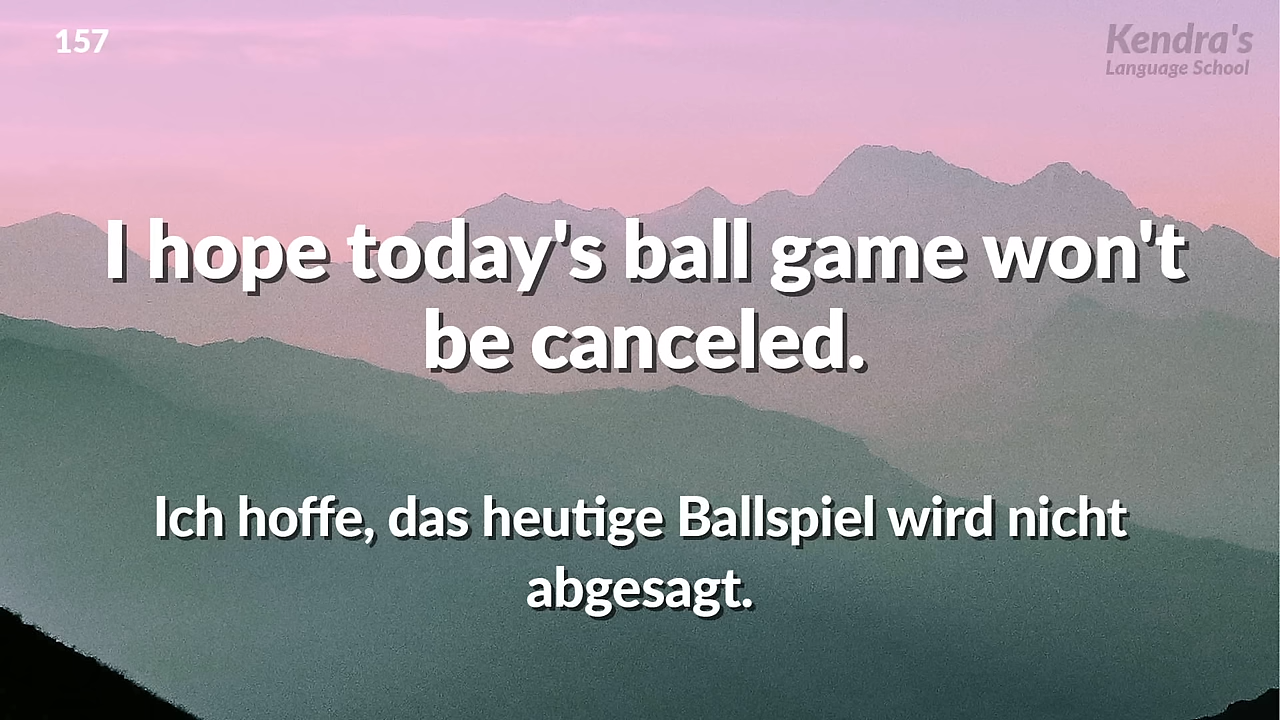 157
Kendra's
Language School
I hope today's ball game won't
be canceled.
Ich hoffe, das heutige Ballspiel wird nicht
abgesagt.